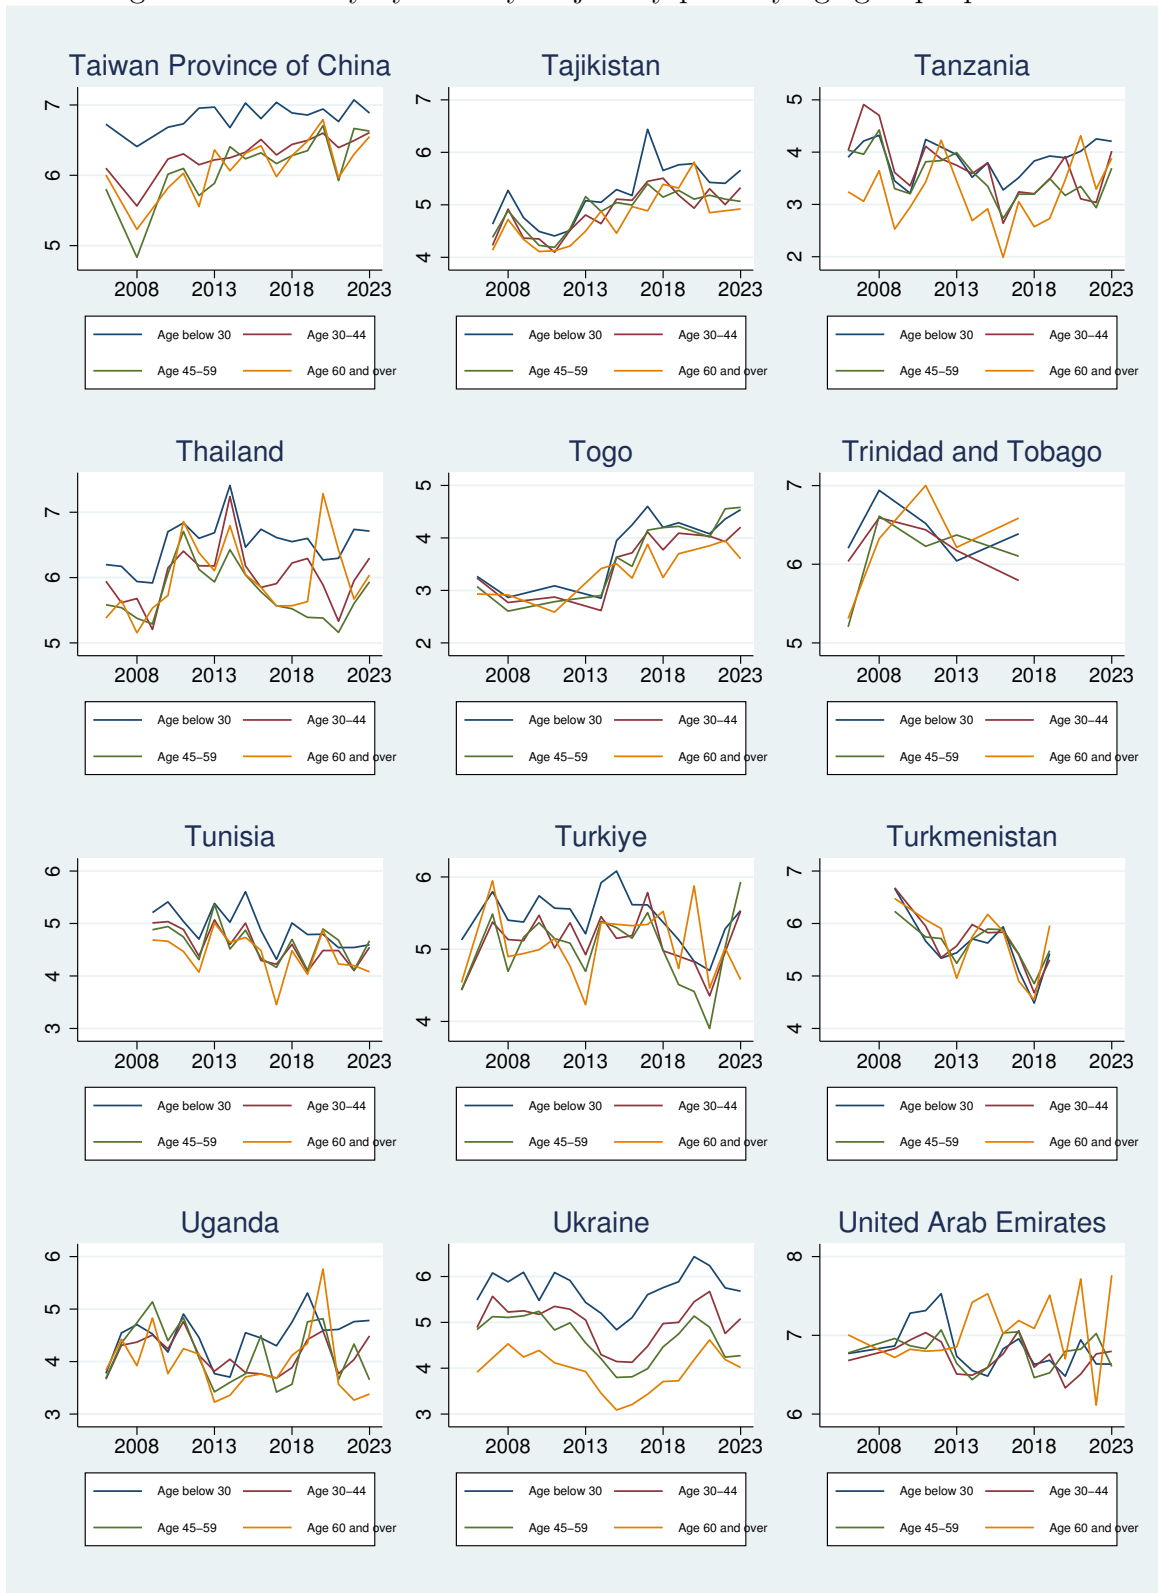 Taiwan Province of China Tajikistan Tanzania
7 7 5
6 6 4
5 5 3
4 2
2008 2013 2018 2023 2008 2013 2018 2023 2008 2013 2018 2023
Age below 30 Age 30–44 Age below 30 Age 30–44 Age below 30 Age 30–44
Age 45–59 Age 60 and over Age 45–59 Age 60 and over Age 45–59 Age 60 and over
Thailand Togo Trinidad and Tobago
7 5 7
6 4 6
5 3 5
2
2008 2013 2018 2023 2008 2013 2018 2023 2008 2013 2018 2023
Age below 30 Age 30–44 Age below 30 Age 30–44 Age below 30 Age 30–44
Age 45–59 Age 60 and over Age 45–59 Age 60 and over Age 45–59 Age 60 and over
Tunisia Turkiye Turkmenistan
6 6 7
5 5 6
4 4 5
3 4
2008 2013 2018 2023 2008 2013 2018 2023 2008 2013 2018 2023
Age below 30 Age 30–44 Age below 30 Age 30–44 Age below 30 Age 30–44
Age 45–59 Age 60 and over Age 45–59 Age 60 and over Age 45–59 Age 60 and over
Uganda Ukraine United Arab Emirates
6 6 8
5 5 7
4 4 6
3 3
2008 2013 2018 2023 2008 2013 2018 2023 2008 2013 2018 2023
Age below 30 Age 30–44 Age below 30 Age 30–44 Age below 30 Age 30–44
Age 45–59 Age 60 and over Age 45–59 Age 60 and over Age 45–59 Age 60 and over